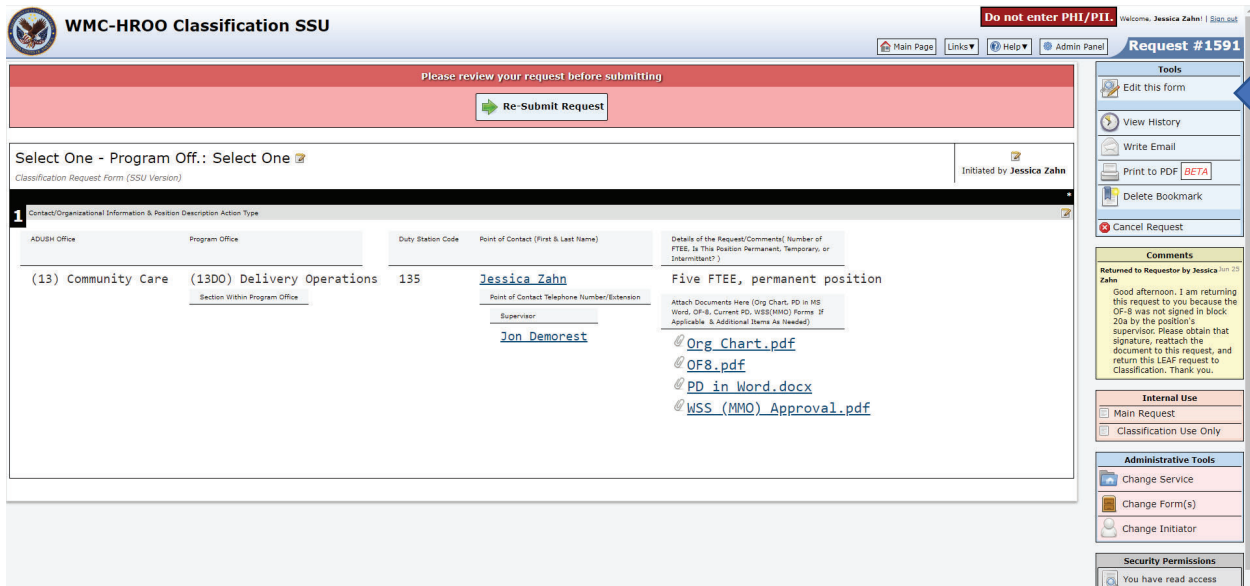 WMC-HROO Classification SSU
Do not enter PHI/PII.
Welcome, Jessica Zahn! | Sign out
Main Page
Links▼
Help▼
Admin Panel
Request #1591
Please review your request before submitting
Re-Submit Request
Select One - Program Off.: Select One
Classification Request Form (SSU Version)
Initiated by Jessica Zahn
*
1 Contact/Organizational Information & Position Description Action Type
ADUSH Office
(13) Community Care
Program Office
(13DO) Delivery Operations
Section Within Program Office
Duty Station Code
135
Point of Contact (First & Last Name)
Jessica Zahn
Point of Contact Telephone Number/Extension
Supervisor
Jon Demorest
Details of the Request/Comments( Number of
FTEE, Is This Position Permanent, Temporary, or
Intermittent? )
Five FTEE, permanent position
Attach Documents Here (Org Chart, PD in MS
Word, OF-8, Current PD, WSS(MMO) Forms If
Applicable & Additional Items As Needed)
Org Chart.pdf
OF8.pdf
PD in Word.docx
WSS (MMO) Approval.pdf
Tools
Edit this form
View History
Write Email
Print to PDF BETA
Delete Bookmark
Cancel Request
Comments
Returned to Requestor by Jessica Jun 25
Zahn
Good afternoon. I am returning
this request to you because the
OF-8 was not signed in block
20a by the position's
supervisor. Please obtain that
signature, reattach the
document to this request, and
return this LEAF request to
Classification. Thank you.
Internal Use
Main Request
Classification Use Only
Administrative Tools
Change Service
Change Form(s)
Change Initiator
Security Permissions
You have read access